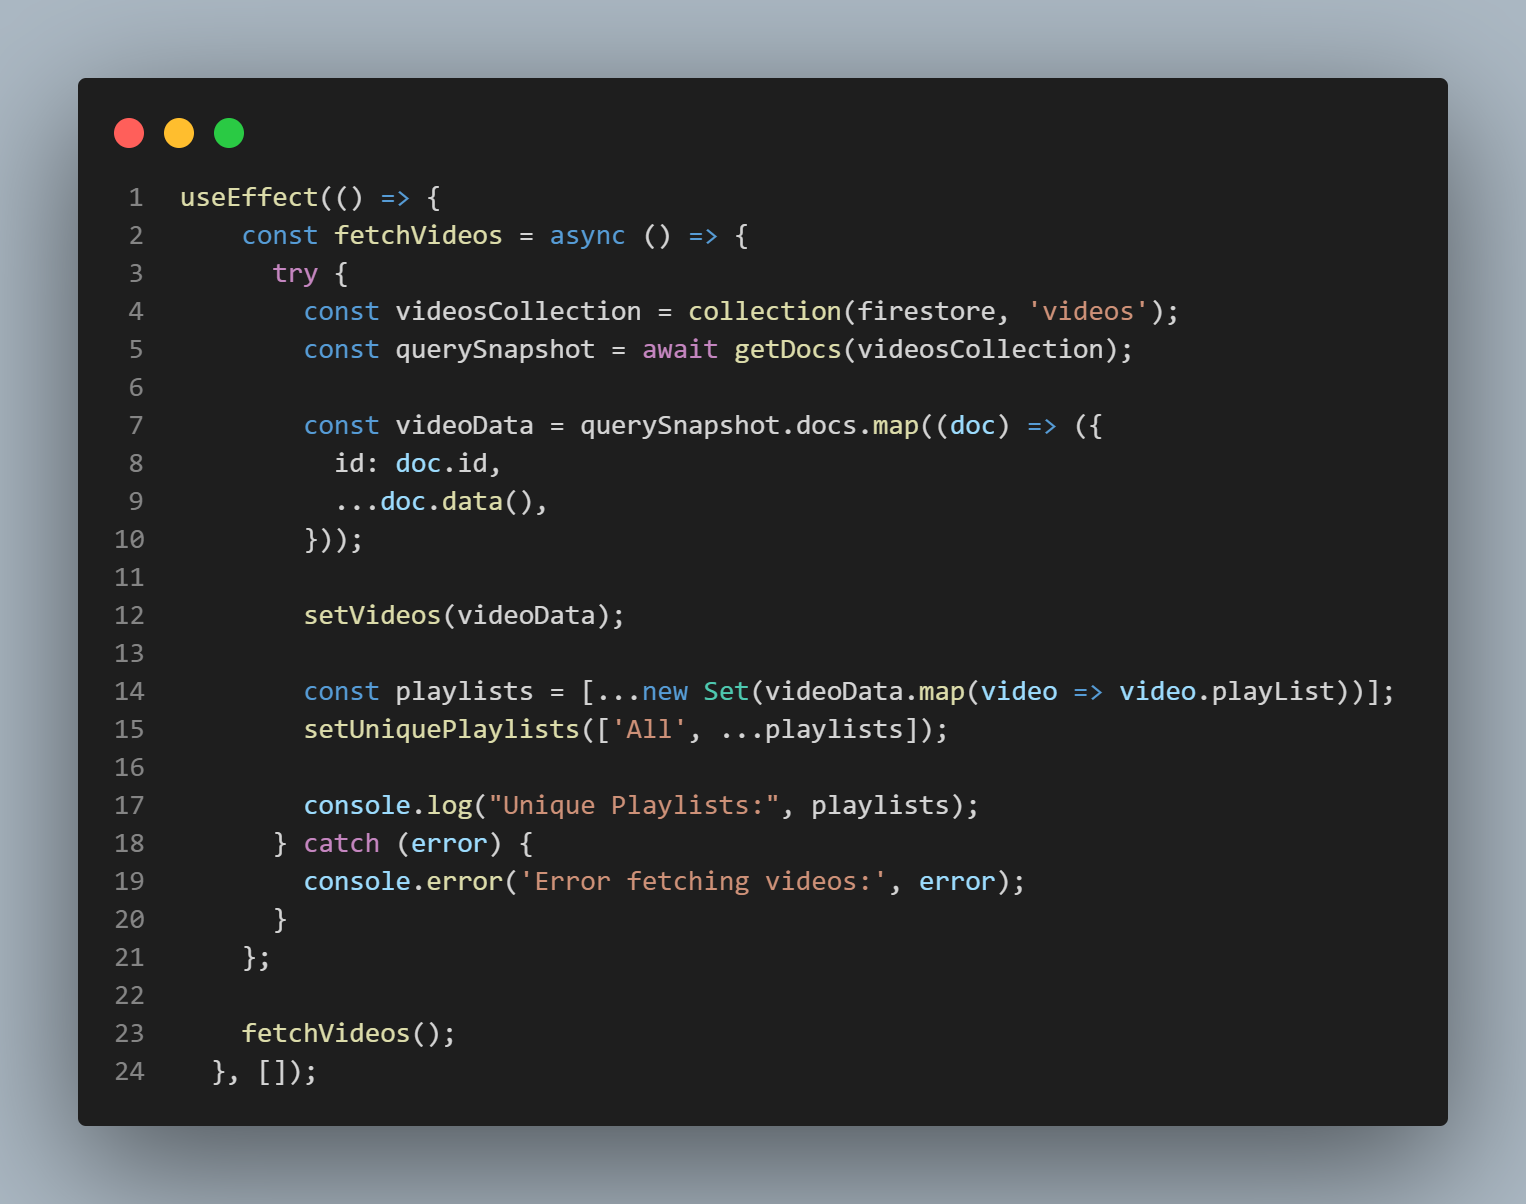 1 useEffect(() => {
2     const fetchVideos = async () => {
3       try {
4         const videosCollection = collection(firestore, 'videos');
5         const querySnapshot = await getDocs(videosCollection);
6
7         const videoData = querySnapshot.docs.map((doc) => ({
8           id: doc.id,
9           ...doc.data(),
10         }));
11
12         setVideos(videoData);
13
14         const playlists = [...new Set(videoData.map(video => video.playList))];
15         setUniquePlaylists(['All', ...playlists]);
16
17         console.log("Unique Playlists:", playlists);
18       } catch (error) {
19         console.error('Error fetching videos:', error);
20       }
21     };
22
23     fetchVideos();
24   }, []);